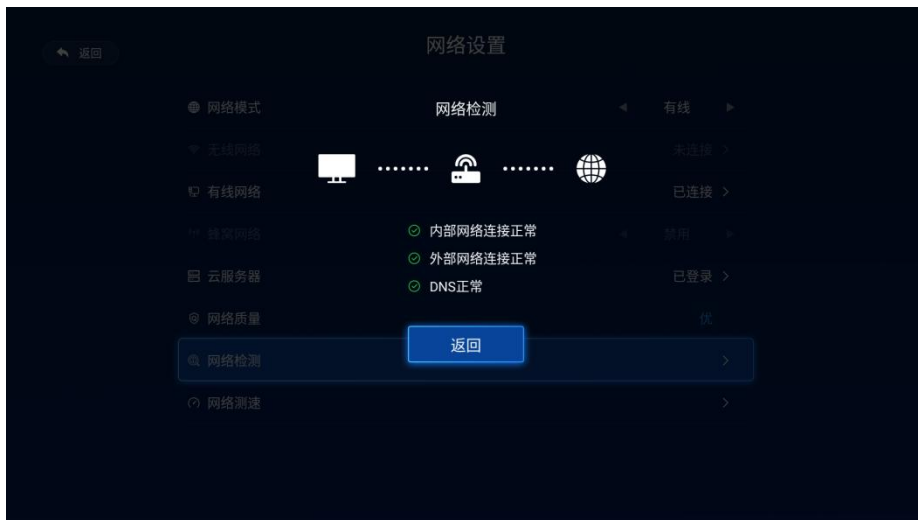 返回
网络设置
网络模式
网络检测
有线
无线网络
未连接
有线网络
已连接
蜂窝网络
内部网络连接正常
禁用
外部网络连接正常
云服务器
已登录
DNS正常
网络质量
优
返回
网络检测
网络测速